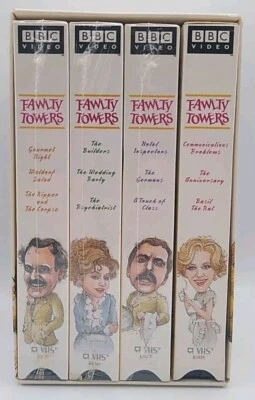 BBC
VIDEO
FAWLTY
TOWERS
Gourmet
Night
Waldorf
Salad
The Kipper
and
The Corpse
VHS
BBC
VIDEO
FAWLTY
TOWERS
The
Builders
The Wedding
Party
The
Psychiatrist
VHS
BBC
VIDEO
FAWLTY
TOWERS
Hotel
Inspectors
The
Germans
A Touch of
Class
VHS
BBC
VIDEO
FAWLTY
TOWERS
Communications
Problems
The
Anniversary
Basil
The Rat
VHS